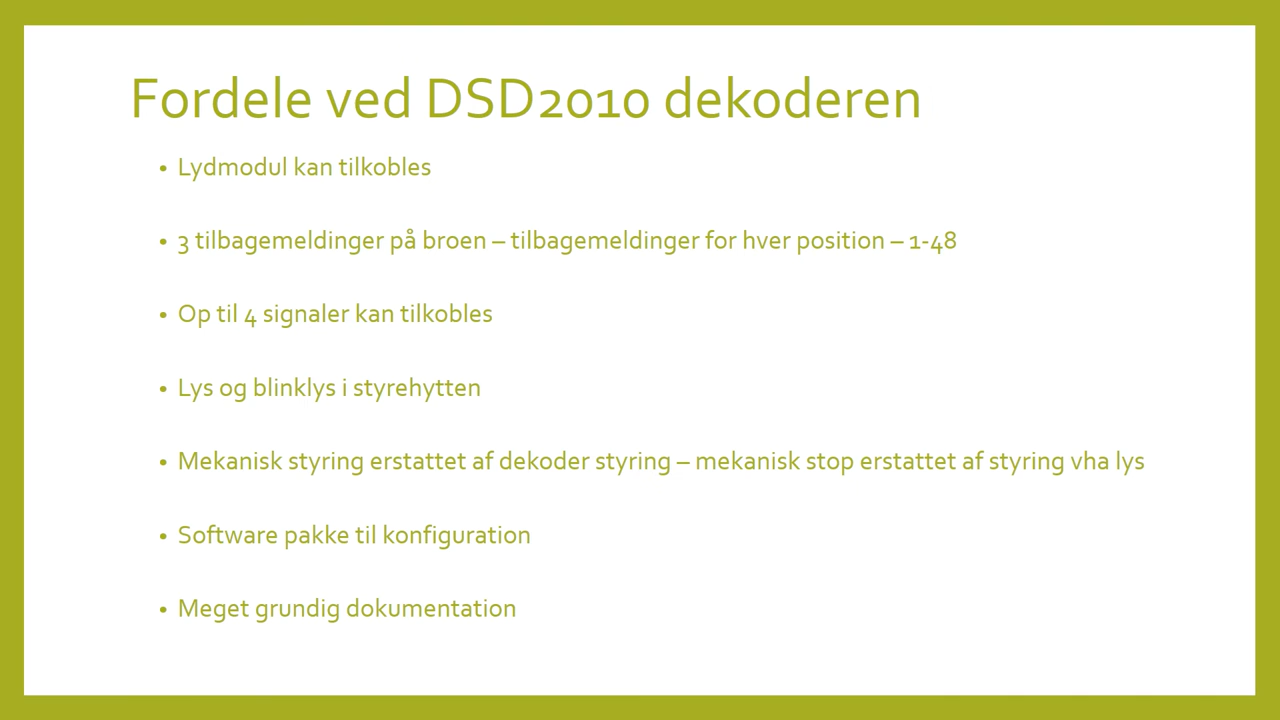 Fordele ved DSD2010 dekoderen
• Lydmodul kan tilkobles
• 3 tilbagemeldinger på broen – tilbagemeldinger for hver position – 1-48
• Op til 4 signaler kan tilkobles
• Lys og blinklys i styrehytten
• Mekanisk styring erstattet af dekoder styring – mekanisk stop erstattet af styring vha lys
• Software pakke til konfiguration
• Meget grundig dokumentation